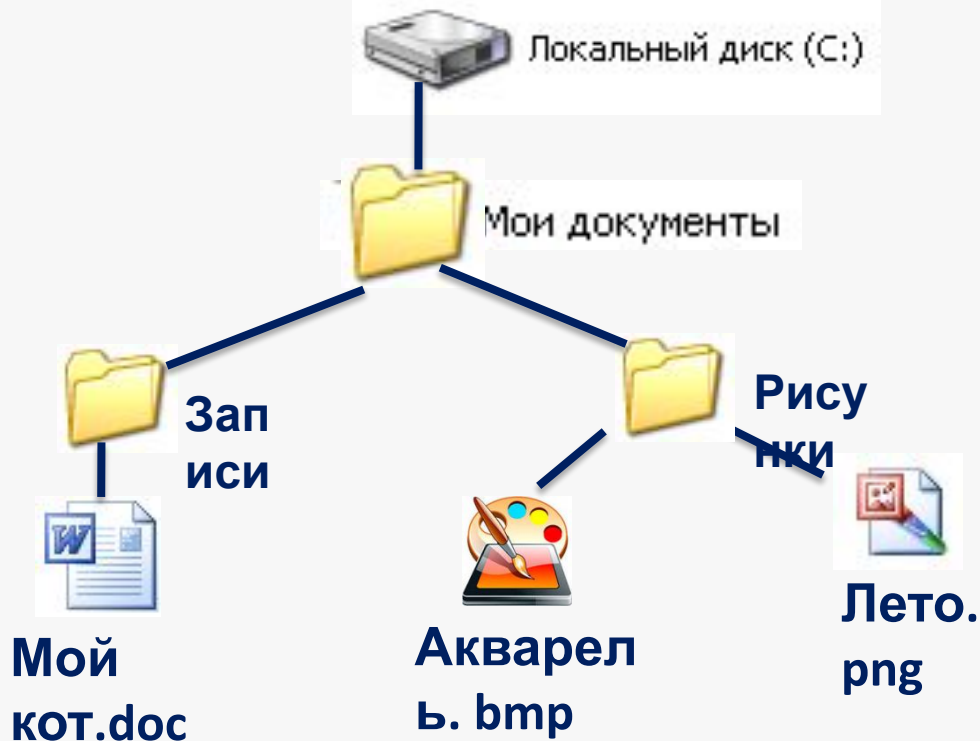 Локальный диск (C:)
Мои документы
Зап
иси
Рису
нки
Мой
кот.doc
Акварел
ь. bmp
Лето.
png